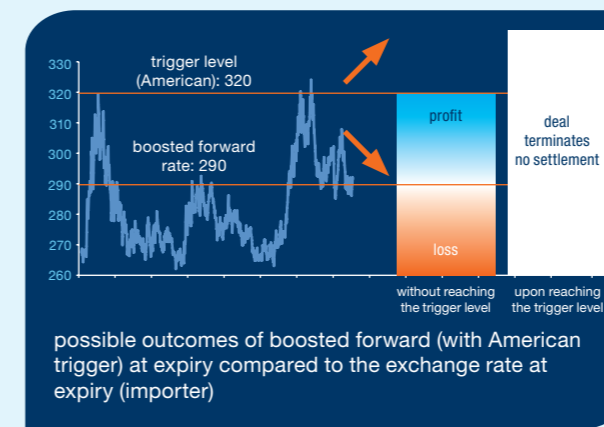 330
320
310
300
290
280
270
260
trigger level
(American): 320
boosted forward
rate: 290
profit
loss
deal
terminates
no settlement
without reaching
the trigger level
upon reaching
the trigger level
possible outcomes of boosted forward (with American
trigger) at expiry compared to the exchange rate at
expiry (importer)